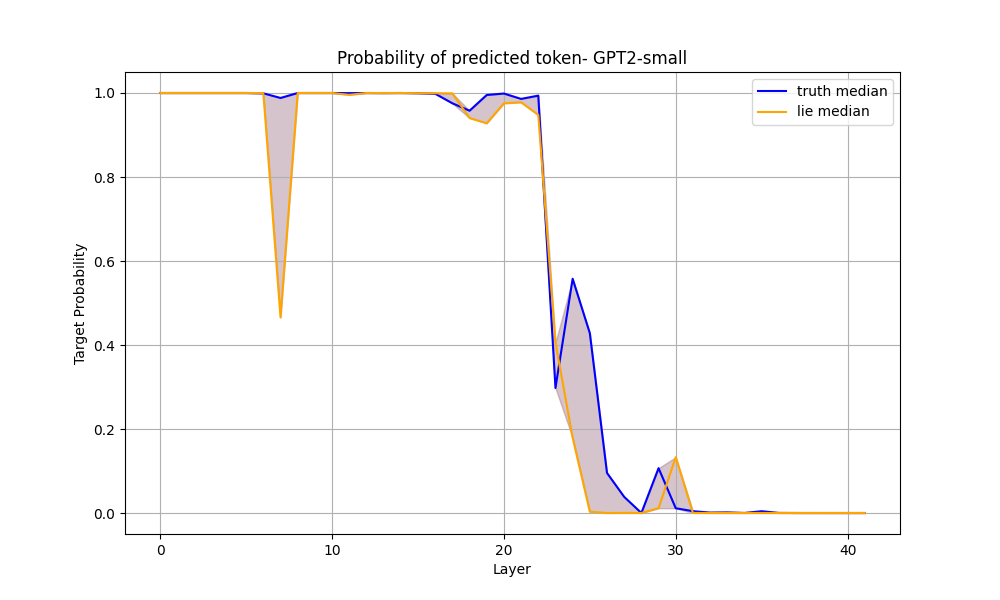 Probability of predicted token- GPT2-small
truth median
lie median
Target Probability
1.0
0.8
0.6
0.4
0.2
0.0
0
10
20
30
40
Layer